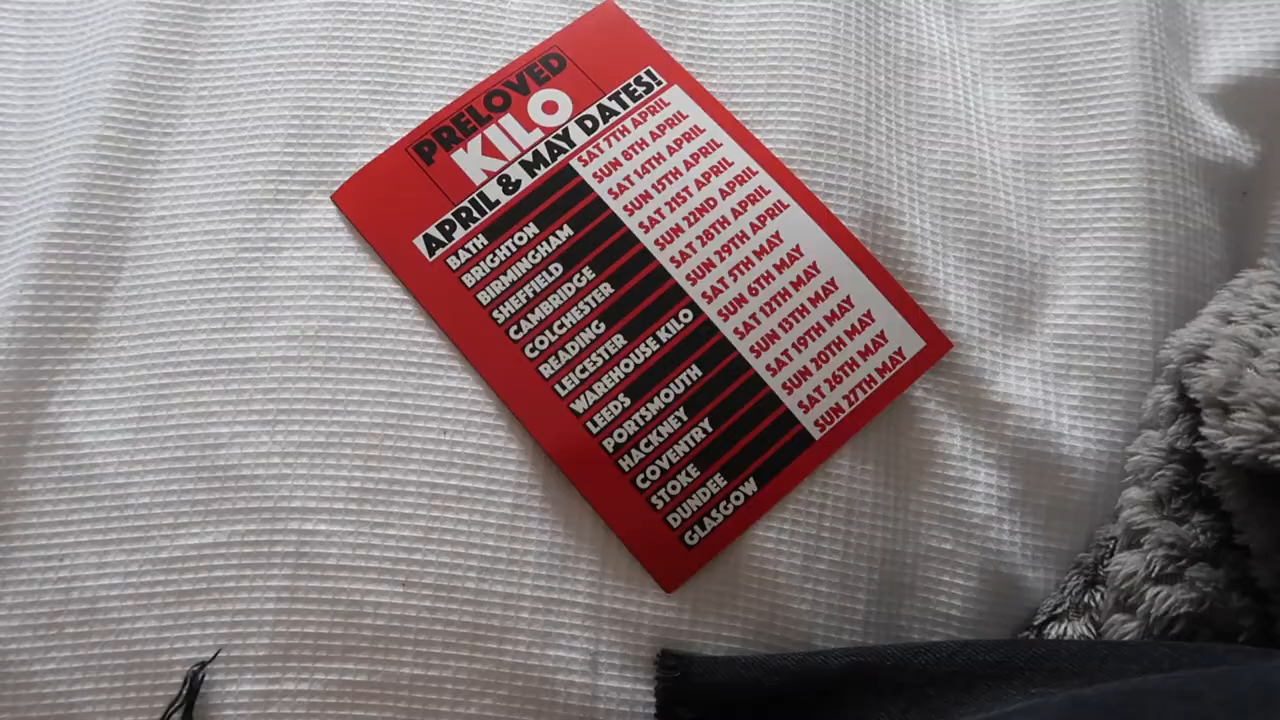 PRELOVED
KILO
APRIL & MAY DATES!
BATH SAT 7TH APRIL
BRIGHTON SUN 8TH APRIL
BIRMINGHAM SAT 14TH APRIL
SHEFFIELD SUN 15TH APRIL
CAMBRIDGE SAT 21ST APRIL
COLCHESTER SUN 22ND APRIL
READING SAT 28TH APRIL
LEICESTER SUN 29TH APRIL
WAREHOUSE KILO SAT 5TH MAY
LEEDS SUN 6TH MAY
PORTSMOUTH SAT 12TH MAY
HACKNEY SUN 13TH MAY
COVENTRY SAT 19TH MAY
STOKE SUN 20TH MAY
DUNDEE SAT 26TH MAY
GLASGOW SUN 27TH MAY